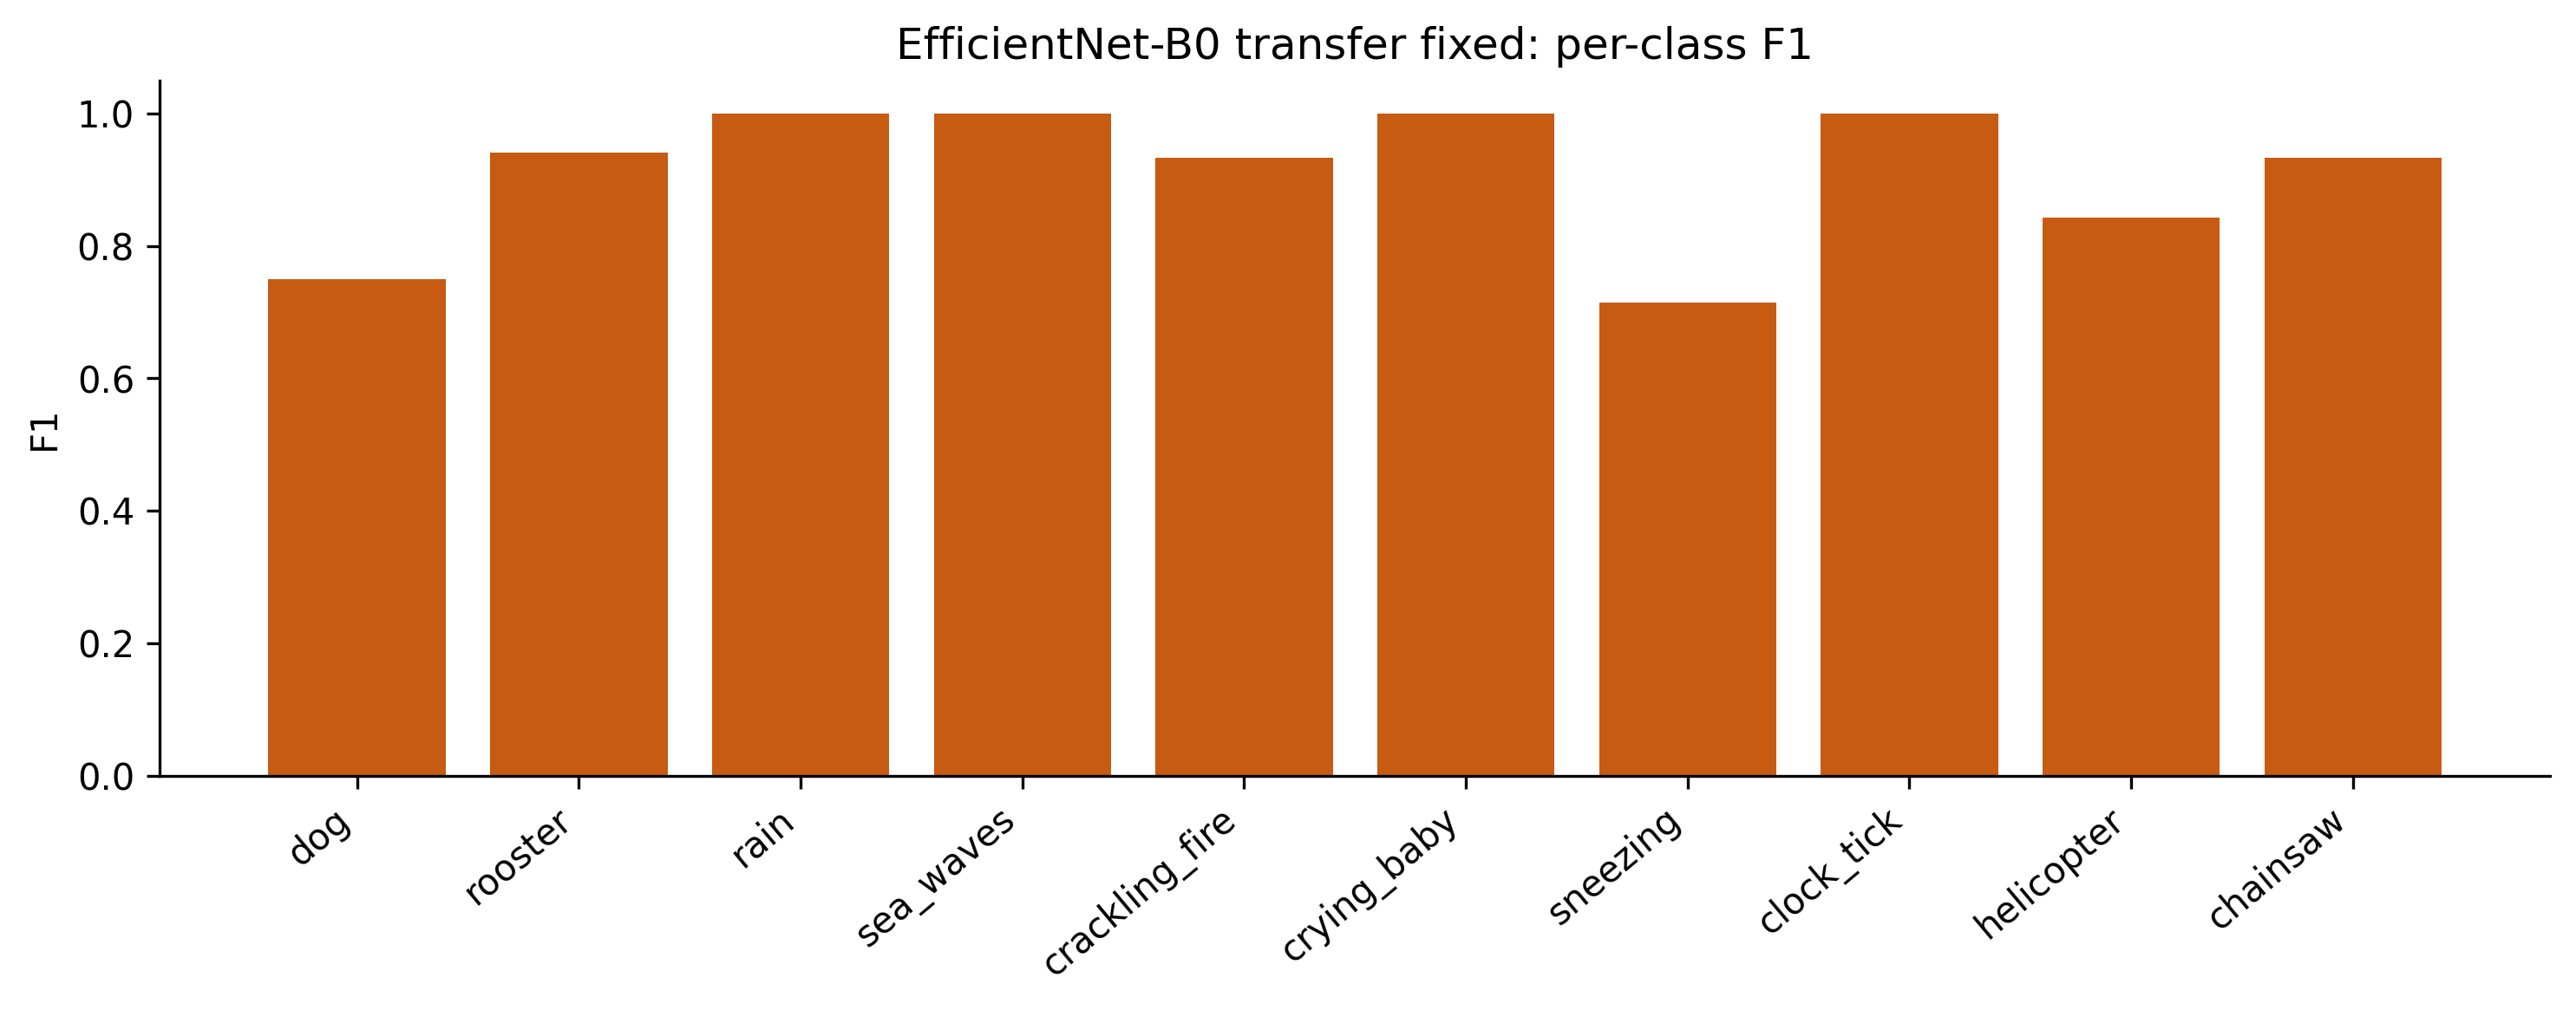 EfficientNet-B0 transfer fixed: per-class F1
1.0
0.8
0.6
0.4
0.2
0.0
F1
dog
rooster
rain
sea_waves
crackling_fire
crying_baby
sneezing
clock_tick
helicopter
chainsaw